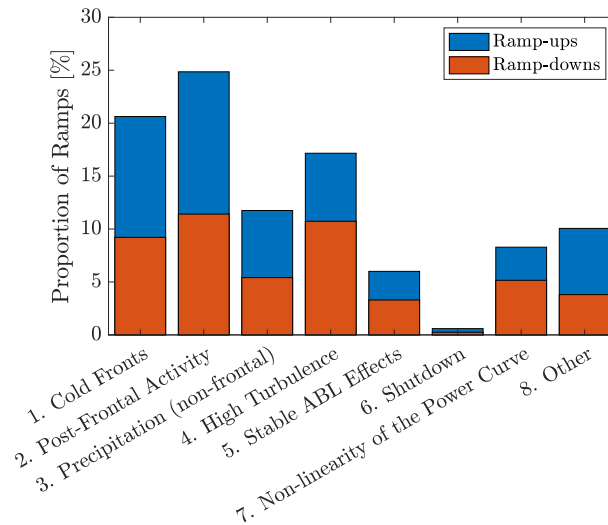 30
25
20
15
10
5
0
Proportion of Ramps [%]
Ramp-ups
Ramp-downs
1. Cold Fronts
2. Post-Frontal Activity
3. Precipitation (non-frontal)
4. High Turbulence
5. Stable ABL Effects
6. Shutdown
7. Non-linearity of the Power Curve
8. Other